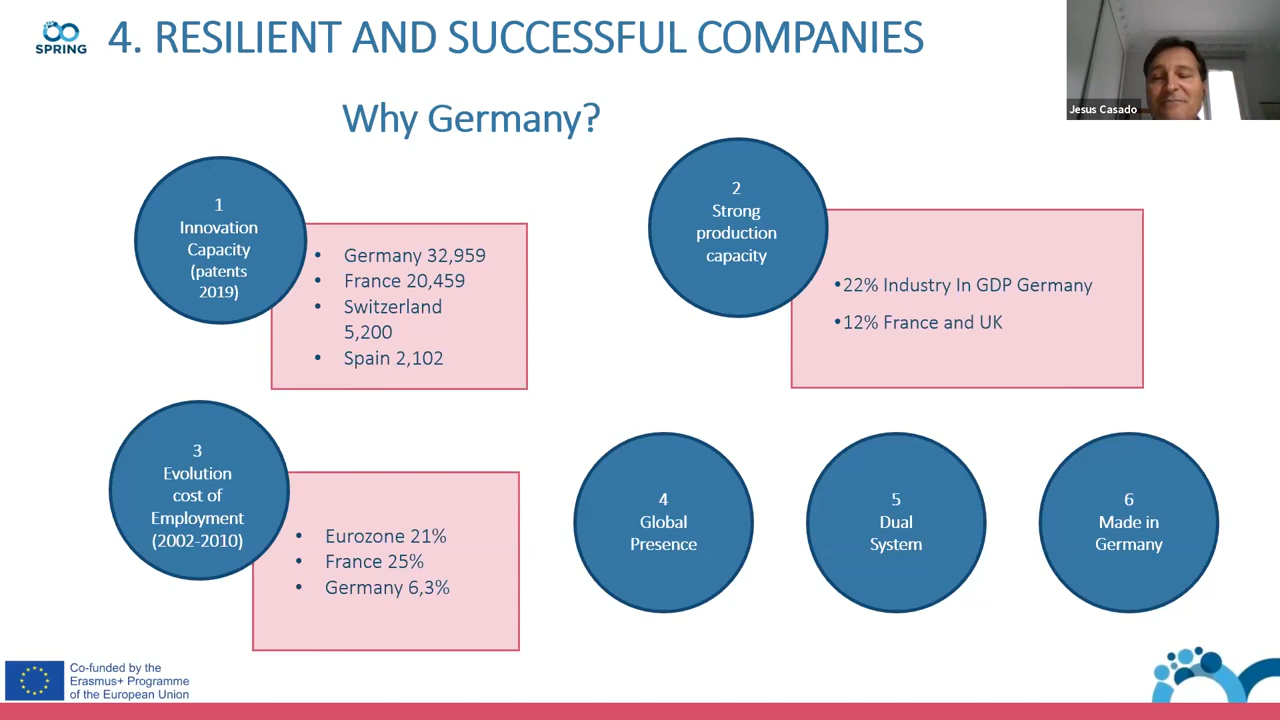 SPRING
4. RESILIENT AND SUCCESSFUL COMPANIES
Jesus Casado
Why Germany?
1
Innovation
Capacity
(patents
2019)
• Germany 32,959
• France 20,459
• Switzerland
5,200
• Spain 2,102
2
Strong
production
capacity
•22% Industry In GDP Germany
•12% France and UK
3
Evolution
cost of
Employment
(2002-2010)
• Eurozone 21%
• France 25%
• Germany 6,3%
4
Global
Presence
5
Dual
System
6
Made in
Germany
Co-funded by the
Erasmus+ Programme
of the European Union